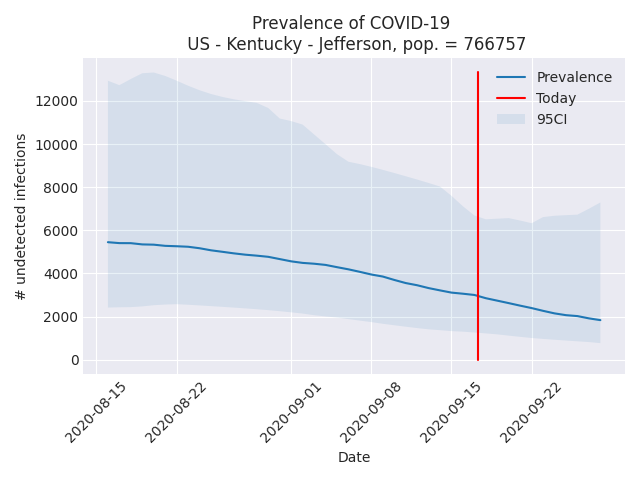 Prevalence of COVID-19
US - Kentucky - Jefferson, pop. = 766757
Prevalence
Today
95CI
# undetected infections
12000
10000
8000
6000
4000
2000
0
2020-08-15
2020-08-22
2020-09-01
2020-09-08
2020-09-15
2020-09-22
Date